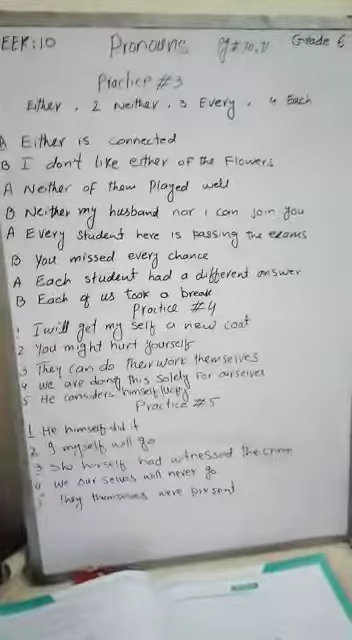 EEK:10 Pronouns g#70,71 Grade 6
Practice #3
Either, 2 Neither, 3 Every, 4 Each
A Either is connected
B I don't like either of the Flowers
A Neither of them Played well
B Neither my husband nor i can join you
A Every student here is passing the exams
B You missed every chance
A Each student had a different answer
B Each of us took a break
Practice #4
1 I will get my self a new coat
2 You might hurt yourself
3 They can do their work themselves
4 we are doing this solely for ourselves
5 He considers himself lucky
Practice #5
1 He himself did it
2 I myself will go
3 She herself had witnessed the crime
4 We our selves will never go
5 They themselves were present